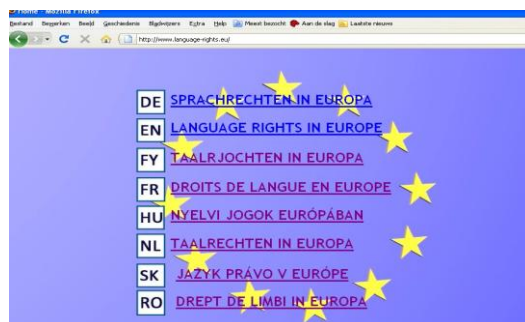 Home - Mozilla Firefox
Bestand Bewerken Beeld Geschiedenis Bladwijzers Extra Help Meest bezocht Aan de slag Laatste nieuws
http://www.language-rights.eu/
DE SPRACHRECHTEN IN EUROPA
EN LANGUAGE RIGHTS IN EUROPE
FY TAALRJOCHTEN IN EUROPA
FR DROITS DE LANGUE EN EUROPE
HU NYELVI JOGOK EURÓPÁBAN
NL TAALRECHTEN IN EUROPA
SK JAZYK PRÁVO V EURÓPE
RO DREPT DE LIMBI IN EUROPA